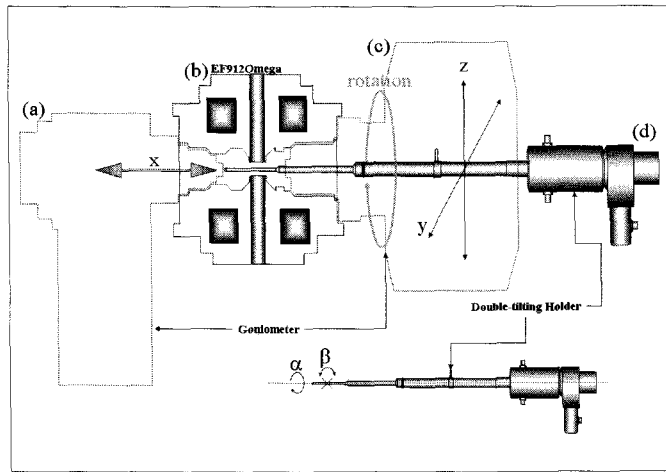 (c)
(b) EF912Omega
rotation
z
(a)
(d)
x
y
Goniometer
Double-tilting Holder
α
β